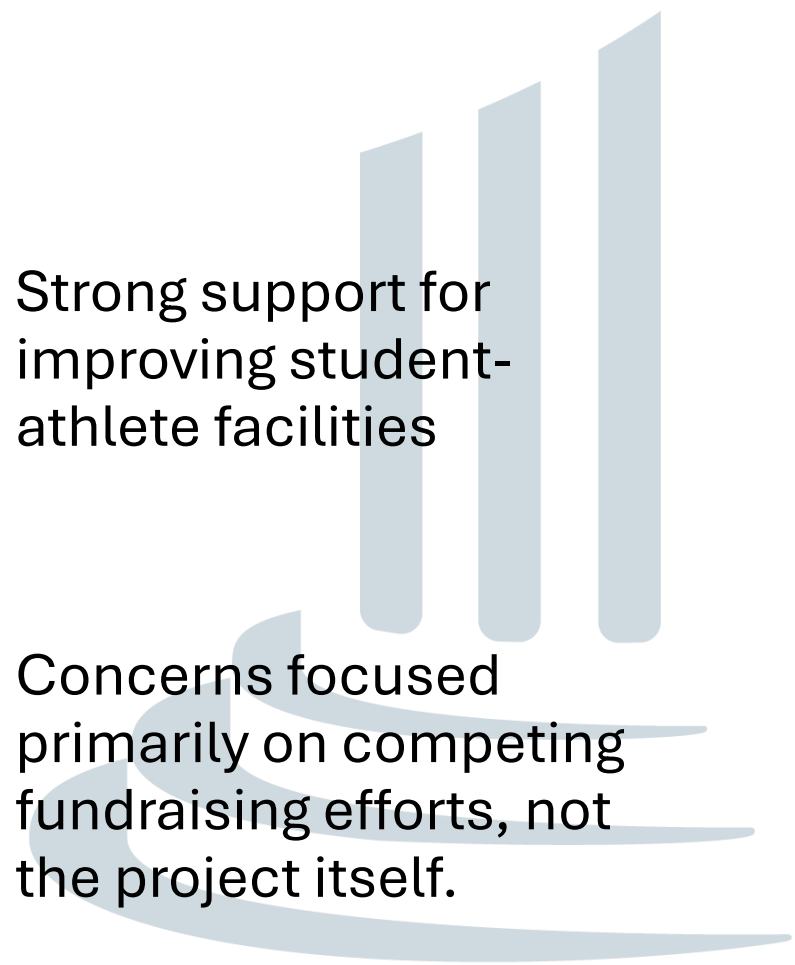 Strong support for
improving student-
athlete facilities
Concerns focused
primarily on competing
fundraising efforts, not
the project itself.